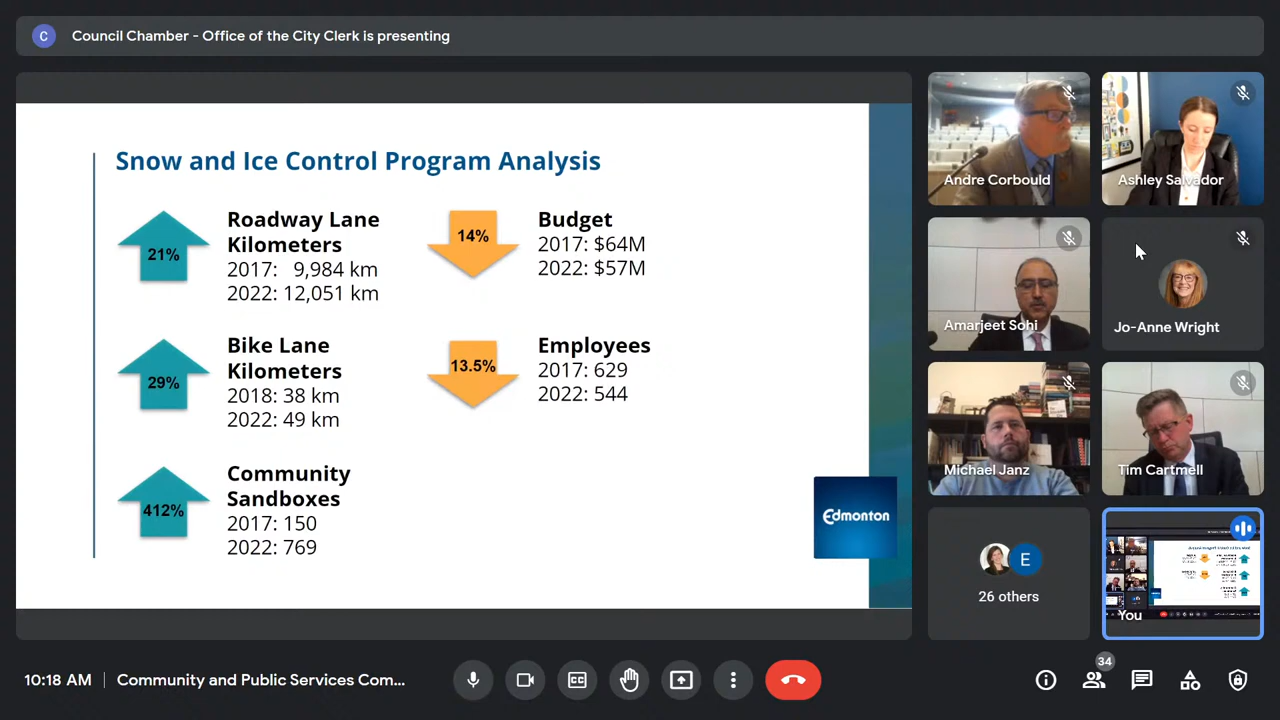 C
Council Chamber - Office of the City Clerk is presenting
Snow and Ice Control Program Analysis
21%
Roadway Lane
Kilometers
2017: 9,984 km
2022: 12,051 km
14%
Budget
2017: $64M
2022: $57M
29%
Bike Lane
Kilometers
2018: 38 km
2022: 49 km
13.5%
Employees
2017: 629
2022: 544
412%
Community
Sandboxes
2017: 150
2022: 769
Edmonton
Andre Corbould
Ashley Salvador
Amarjeet Sohi
Jo-Anne Wright
Michael Janz
Tim Cartmell
E
26 others
You
10:18 AM
Community and Public Services Com...
34